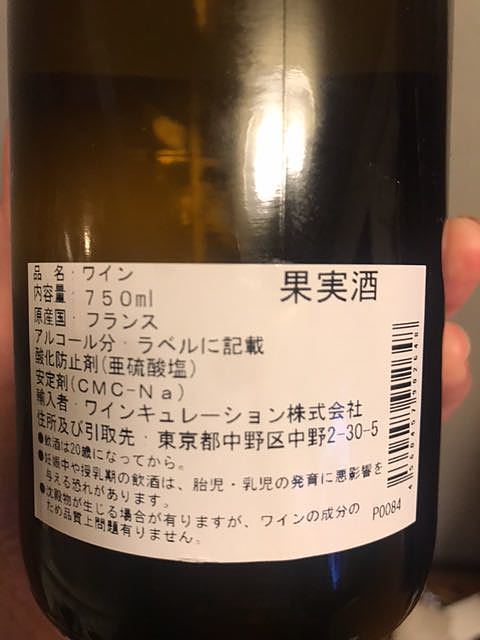 品 名・ワイン
果実酒
内容量・７５０ml
原産国・フランス
アルコール分・ラベルに記載
酸化防止剤(亜硫酸塩)
安定剤(CMC-Na)
輸入者・ワインキュレーション株式会社
住所及び引取先・東京都中野区中野2-30-5
●飲酒は20歳になってから。
●妊娠中や授乳期の飲酒は、胎児・乳児の発育に悪影響を
与える恐れがあります。
●沈殿物が生じる場合が有りますが、ワインの成分の
ため品質上問題有りません。
P0084